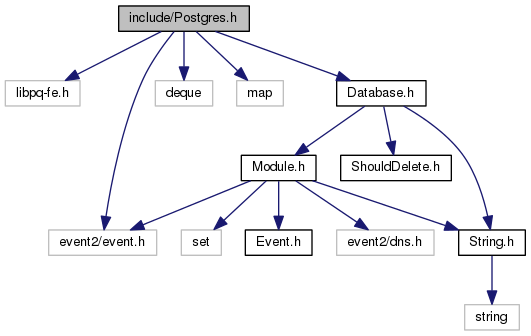 include/Postgres.h
libpq-fe.h
deque
map
Database.h
Module.h
ShouldDelete.h
event2/event.h
set
Event.h
event2/dns.h
String.h
string